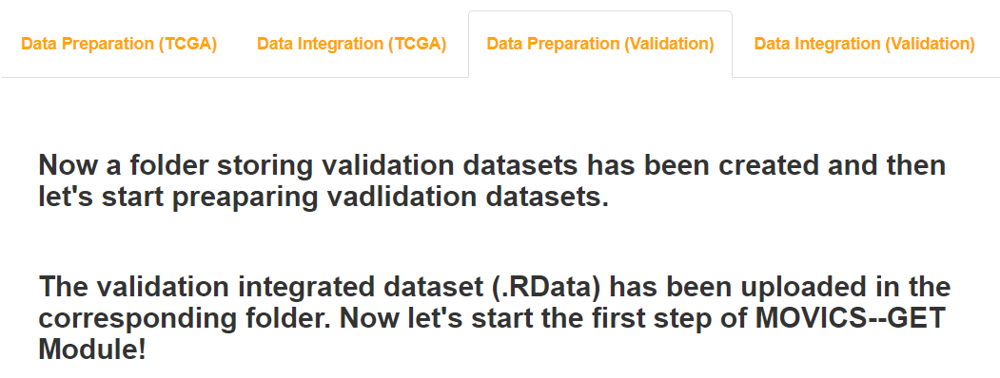 Data Preparation (TCGA) Data Integration (TCGA) Data Preparation (Validation) Data Integration (Validation)
Now a folder storing validation datasets has been created and then
let's start preaparing vadlidation datasets.
The validation integrated dataset (.RData) has been uploaded in the
corresponding folder. Now let's start the first step of MOVICS--GET
Module!